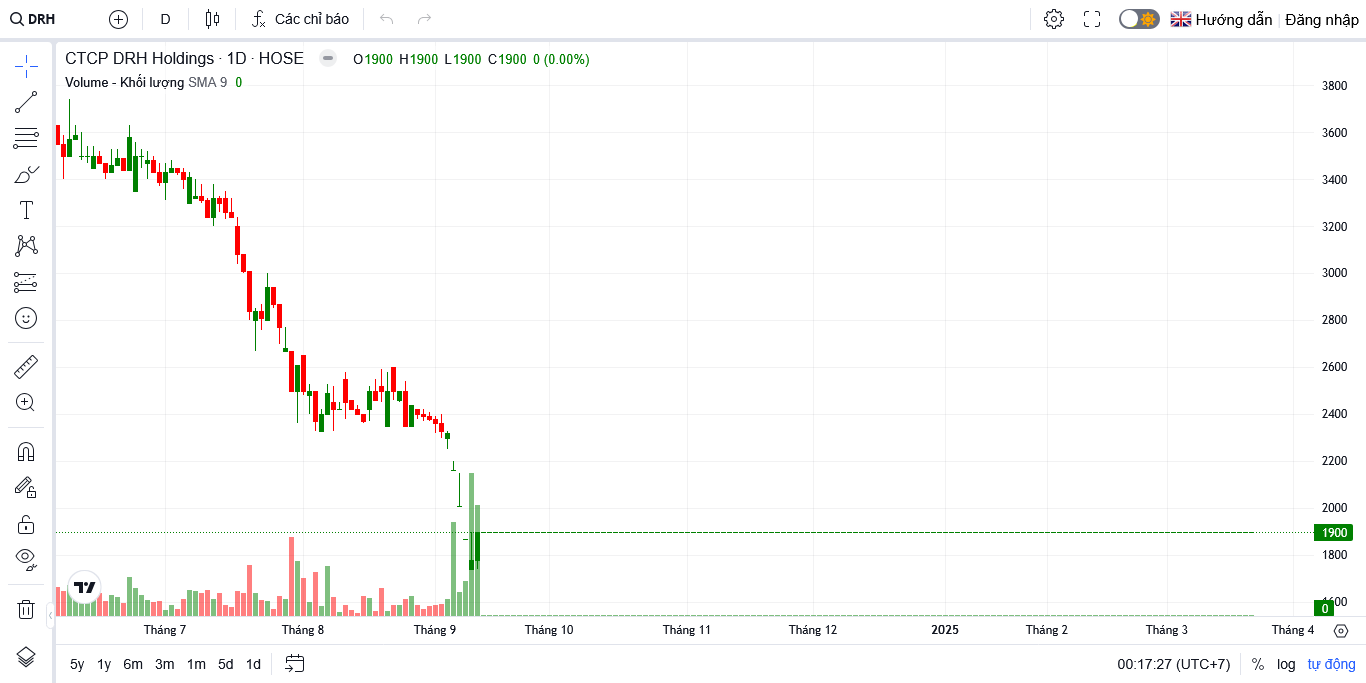 DRH D Các chỉ báo Hướng dẫn Đăng nhập
CTCP DRH Holdings · 1D · HOSE O1900 H1900 L1900 C1900 0 (0.00%)
Volume - Khối lượng SMA 9 0
3800
3600
3400
3200
3000
2800
2600
2400
2200
2000
1900
1800
1600
0
Tháng 7 Tháng 8 Tháng 9 Tháng 10 Tháng 11 Tháng 12 2025 Tháng 2 Tháng 3 Tháng 4
5y 1y 6m 3m 1m 5d 1d 00:17:27 (UTC+7) % log tự động